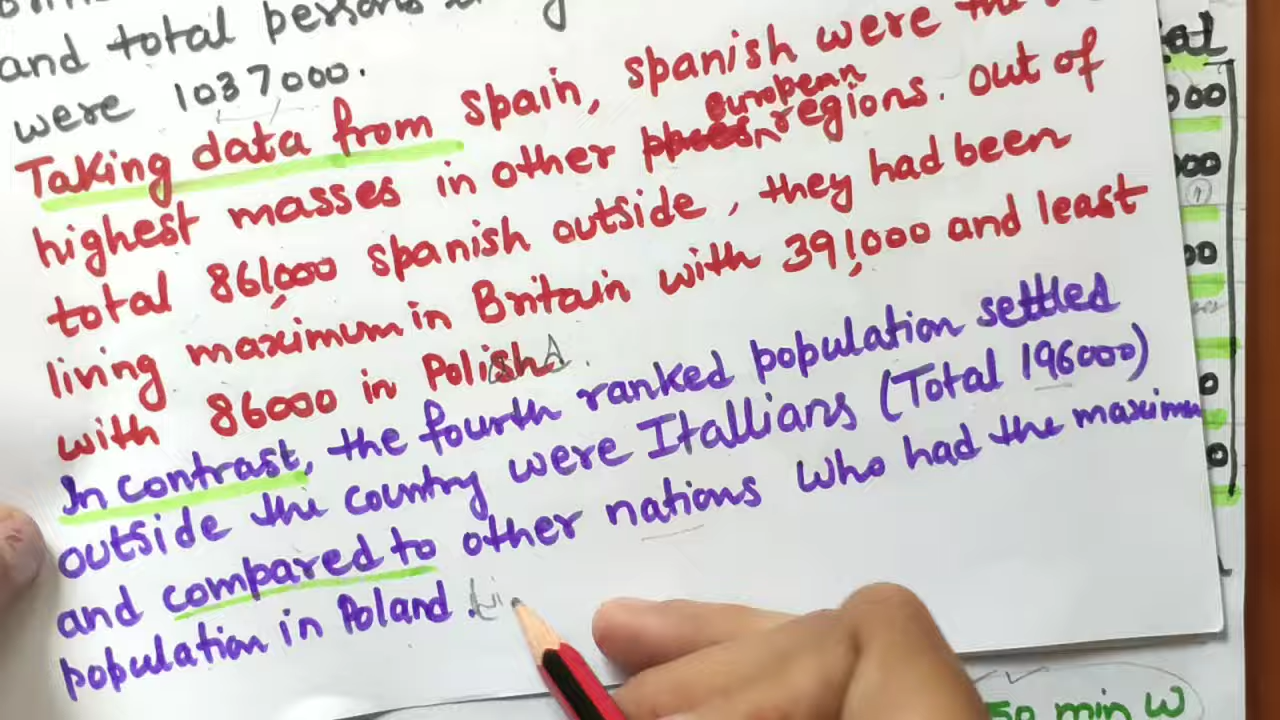 and total persons
were 1037000.
Taking data from spain, spanish were the
highest masses in other european regions. out of
total 861,000 spanish outside, they had been
living maximum in Britain with 391,000 and least
with 86000 in Polish.
In contrast, the fourth ranked population settled
outside the country were Itallians (Total 196000)
and compared to other nations who had the maximum
population in Poland.
50 min W